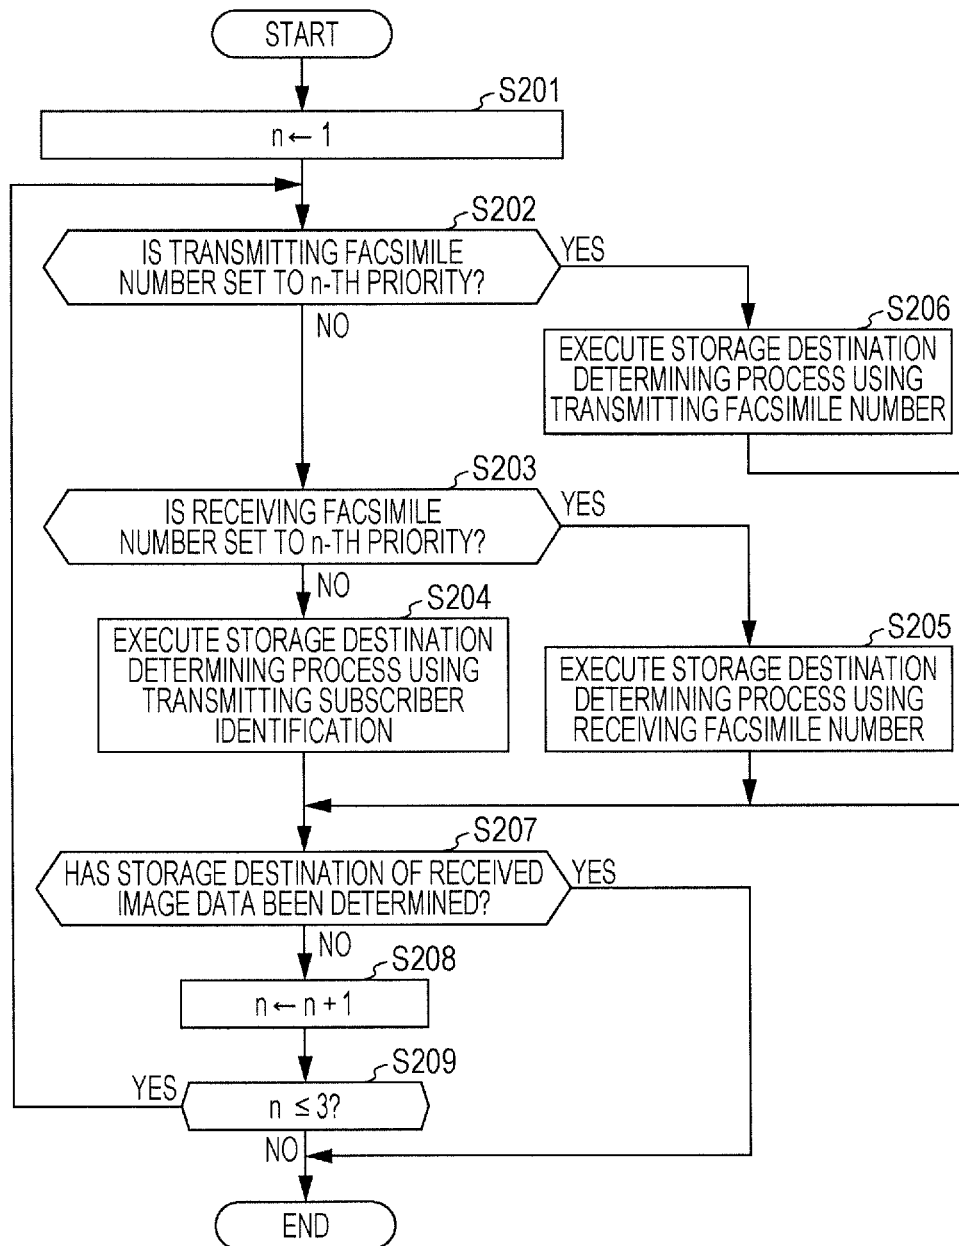 START
S201
n ← 1
S202
IS TRANSMITTING FACSIMILE
NUMBER SET TO n-TH PRIORITY?
YES
NO
S206
EXECUTE STORAGE DESTINATION
DETERMINING PROCESS USING
TRANSMITTING FACSIMILE NUMBER
S203
IS RECEIVING FACSIMILE
NUMBER SET TO n-TH PRIORITY?
YES
NO
S204
EXECUTE STORAGE DESTINATION
DETERMINING PROCESS USING
TRANSMITTING SUBSCRIBER
IDENTIFICATION
S205
EXECUTE STORAGE DESTINATION
DETERMINING PROCESS USING
RECEIVING FACSIMILE NUMBER
S207
HAS STORAGE DESTINATION OF RECEIVED
IMAGE DATA BEEN DETERMINED?
YES
NO
S208
n ← n + 1
S209
YES
n ≤ 3?
NO
END